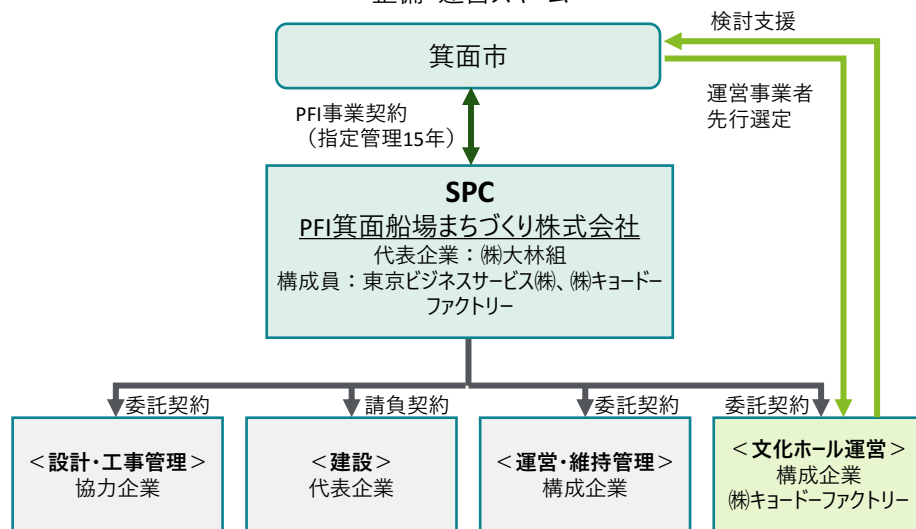 箕面市
検討支援
運営事業者
先行選定
PFI事業契約
（指定管理15年）
SPC
PFI箕面船場まちづくり株式会社
代表企業：㈱大林組
構成員：東京ビジネスサービス㈱、㈱キョードー
ファクトリー
委託契約
請負契約
委託契約
委託契約
＜設計・工事管理＞
協力企業
＜建設＞
代表企業
＜運営・維持管理＞
構成企業
＜文化ホール運営＞
構成企業
㈱キョードーファクトリー